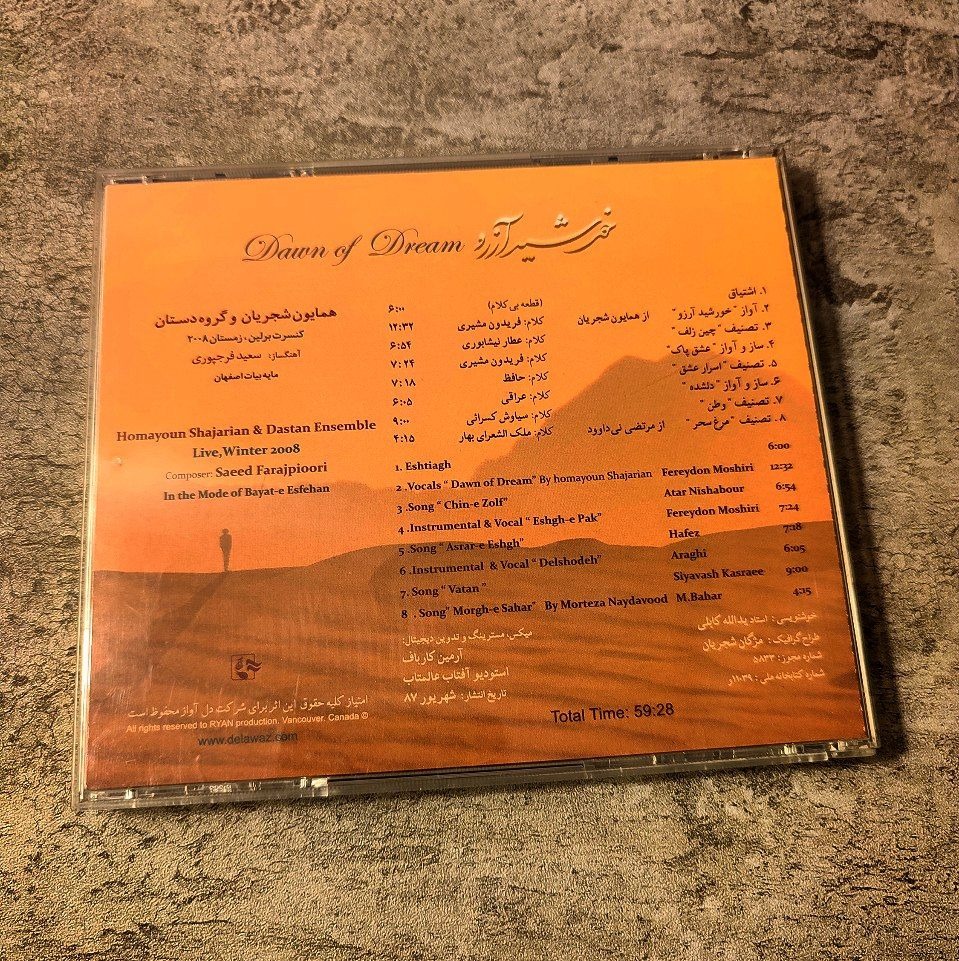 Dawn of Dream خورشید آرزو
همایون شجریان و گروه دستان
کنسرت برلین، زمستان ۲۰۰۸
آهنگساز: سعید فرجپوری
مایه بیات اصفهان
۱. اشتیاق (قطعه بی کلام) ۶:۰۰
۲. آواز "خورشید آرزو" از همایون شجریان کلام: فریدون مشیری ۱۲:۳۲
۳. تصنیف "چین زلف" کلام: عطار نیشابوری ۶:۵۴
۴. ساز و آواز "عشق پاک" کلام: فریدون مشیری ۷:۲۴
۵. تصنیف "اسرار عشق" کلام: حافظ ۷:۱۸
۶. ساز و آواز "دلشده" کلام: عراقی ۶:۰۵
۷. تصنیف "وطن" کلام: سیاوش کسرائی ۹:۰۰
۸. تصنیف "مرغ سحر" از مرتضی نی داوود کلام: ملک الشعرای بهار ۴:۱۵
Homayoun Shajarian & Dastan Ensemble
Live,Winter 2008
Composer: Saeed Farajpioori
In the Mode of Bayat-e Esfehan
1. Eshtiagh 6:00
2 .Vocals " Dawn of Dream" By homayoun Shajarian Fereydon Moshiri 12:32
3 .Song " Chin-e Zolf" Atar Nishabour 6:54
4 .Instrumental & Vocal " Eshgh-e Pak" Fereydon Moshiri 7:24
5 .Song " Asrar-e Eshgh" Hafez 7:18
6 .Instrumental & Vocal " Delshodeh" Araghi 6:05
7. Song " Vatan " Siyavash Kasraee 9:00
8 . Song" Morgh-e Sahar" By Morteza Naydavood M.Bahar 4:15
میکس، مسترینگ و تدوین دیجیتال:
آرمین کارباف
استودیو آفتاب عالمتاب
تاریخ انتشار: شهریور ۸۷
خوشنویسی: استاد یدالله کابلی
طراح گرافیک: مژگان شجریان
شماره مجوز: ۵۸۳۳
شماره کتابخانه ملی: ۱۱۰۳۹/ر
امتیاز کلیه حقوق این اثر برای شرکت دل آواز محفوظ است
All rights reserved to RYAN production. Vancouver. Canada ©
www.delawaz.com
Total Time: 59:28